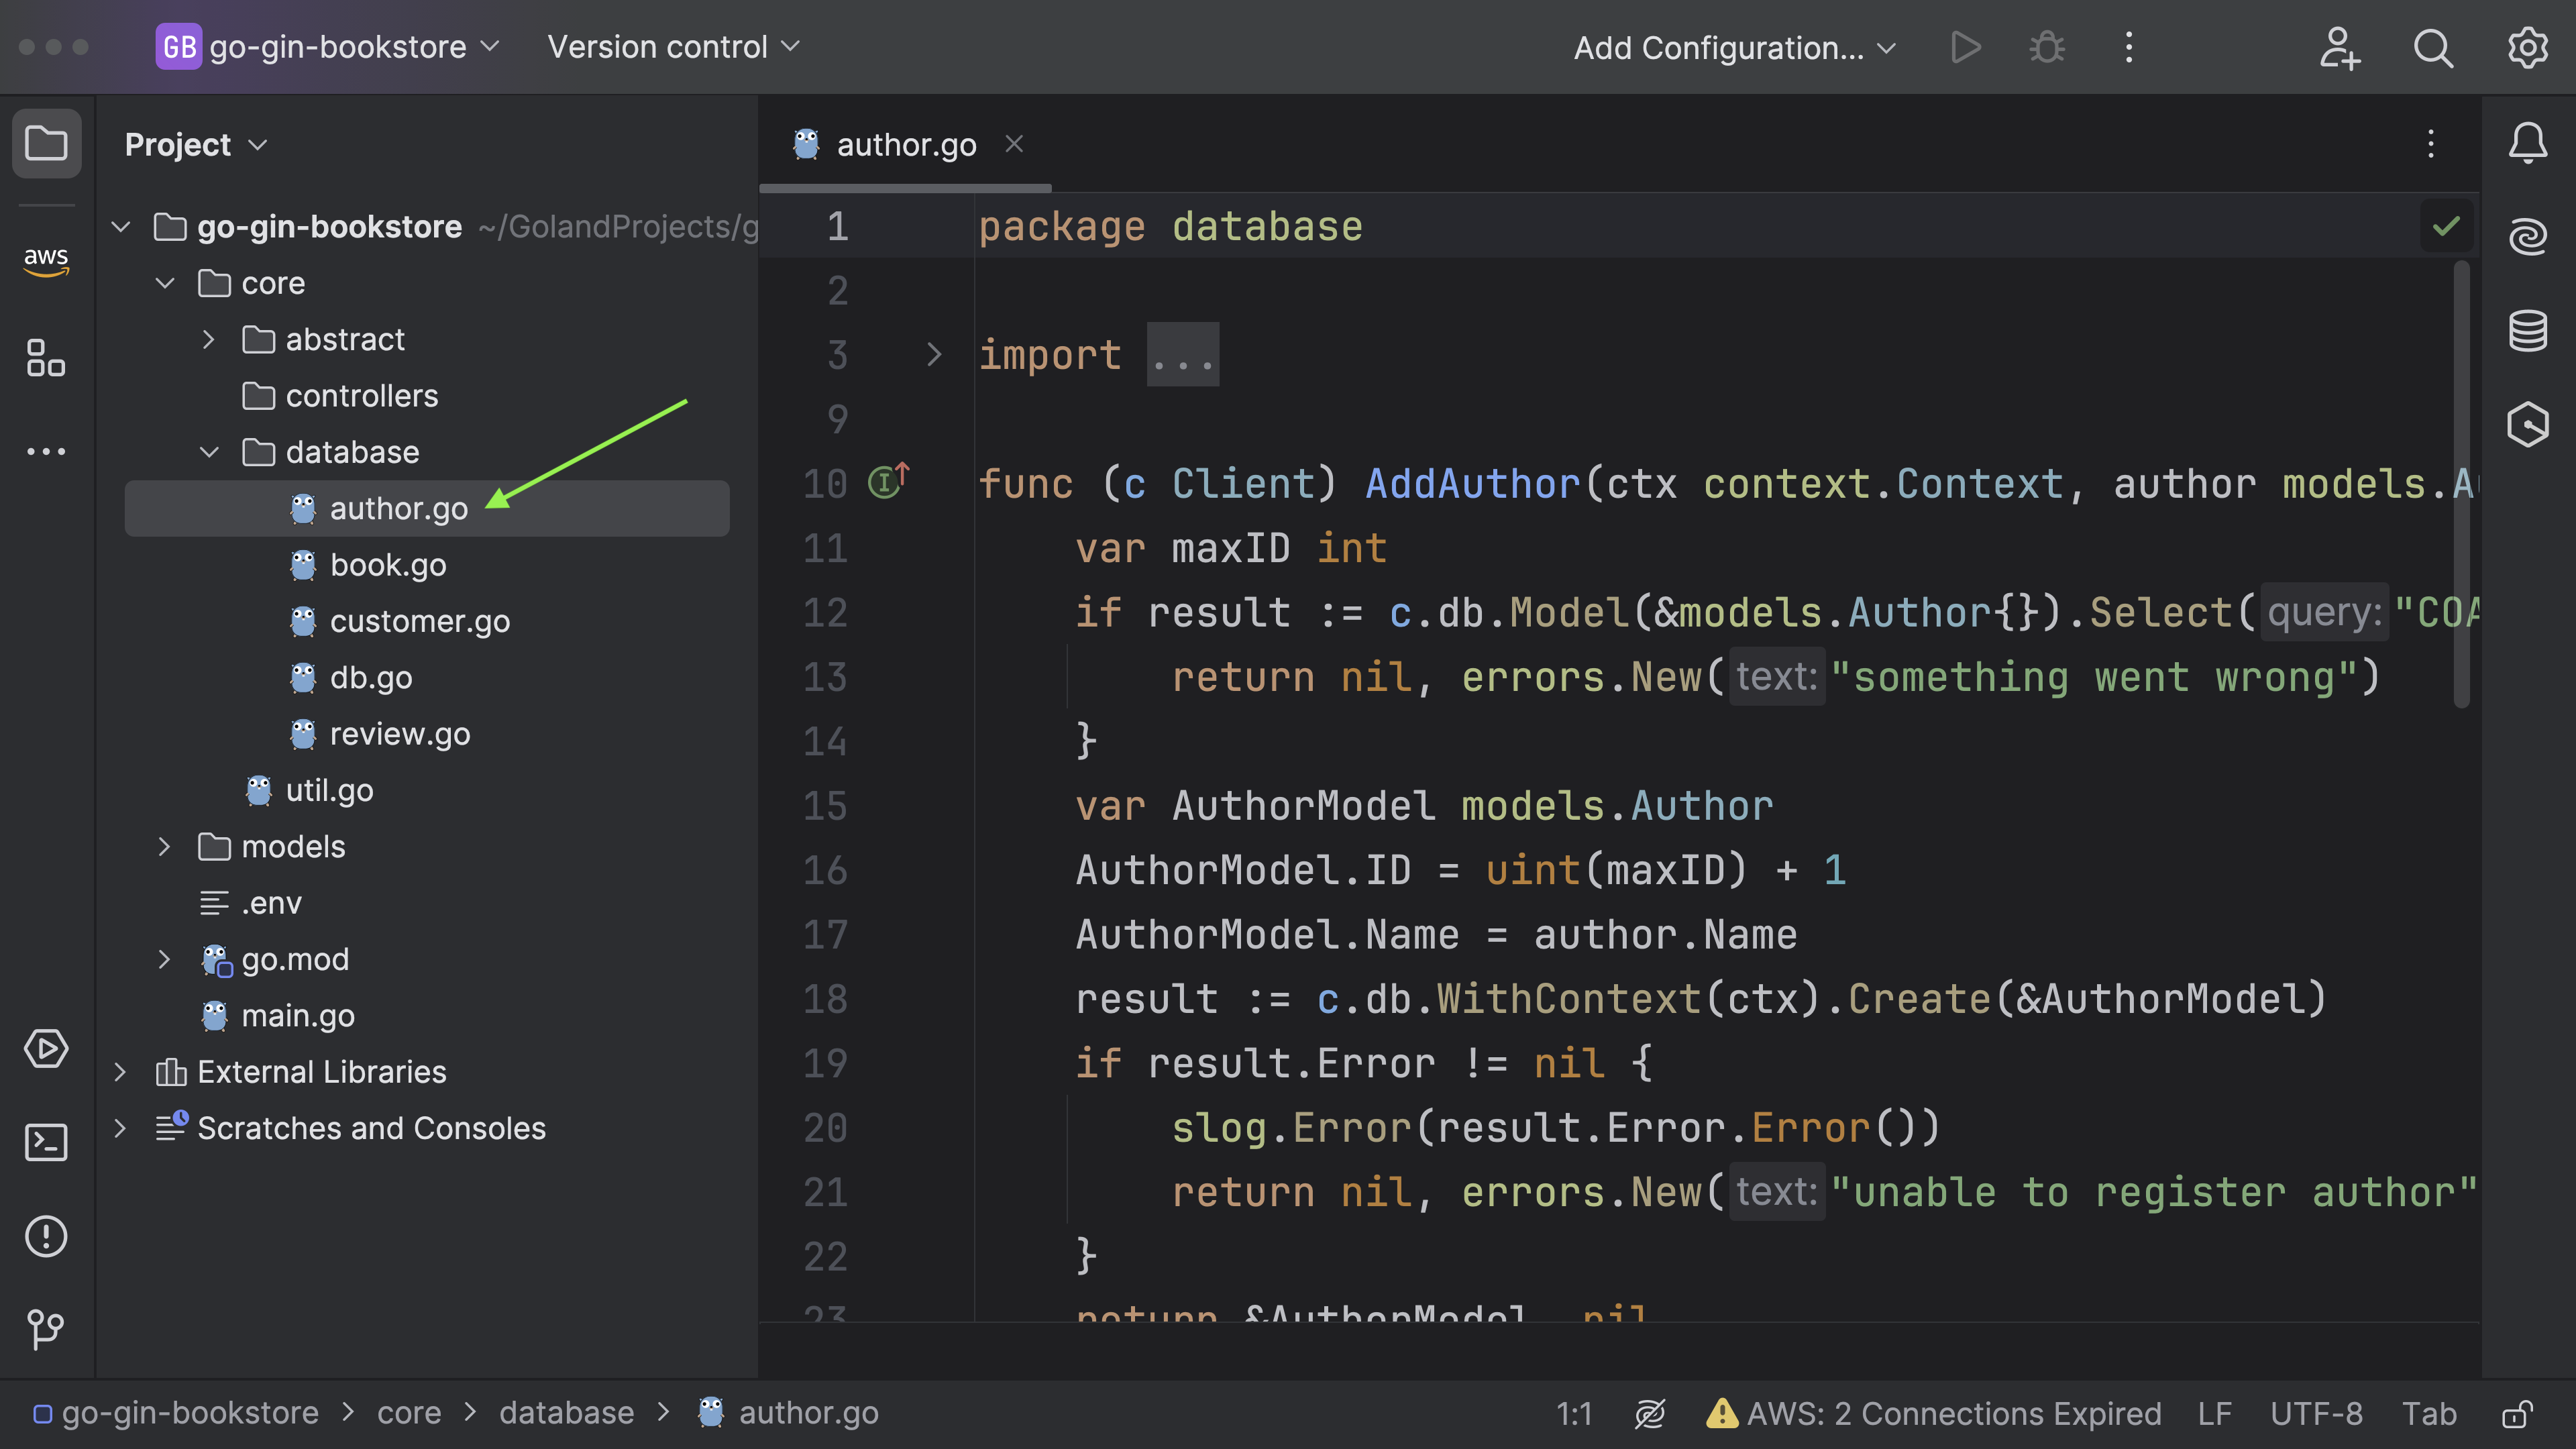 GB go-gin-bookstore Version control Add Configuration...
Project
go-gin-bookstore ~/GolandProjects/g
core
abstract
controllers
database
author.go
book.go
customer.go
db.go
review.go
util.go
models
.env
go.mod
main.go
External Libraries
Scratches and Consoles
aws
author.go
1 package database
2
3 import ...
9
10 func (c Client) AddAuthor(ctx context.Context, author models.A
11 var maxID int
12 if result := c.db.Model(&models.Author{}).Select( query: "COA
13 return nil, errors.New( text: "something went wrong")
14 }
15 var AuthorModel models.Author
16 AuthorModel.ID = uint(maxID) + 1
17 AuthorModel.Name = author.Name
18 result := c.db.WithContext(ctx).Create(&AuthorModel)
19 if result.Error != nil {
20 slog.Error(result.Error.Error())
21 return nil, errors.New( text: "unable to register author"
22 }
23 return &AuthorModel, nil
go-gin-bookstore > core > database > author.go 1:1 AWS: 2 Connections Expired LF UTF-8 Tab